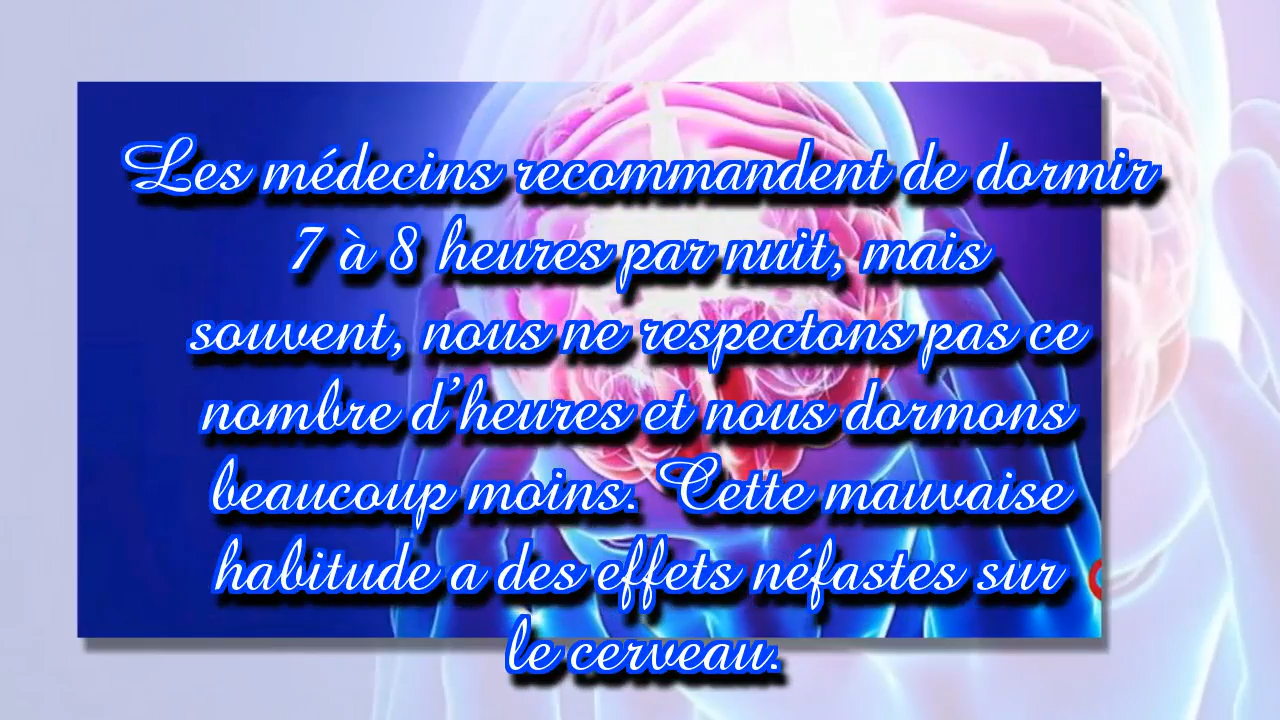 Les médecins recommandent de dormir
7 à 8 heures par nuit, mais
souvent, nous ne respectons pas ce
nombre d’heures et nous dormons
beaucoup moins. Cette mauvaise
habitude a des effets néfastes sur
le cerveau.